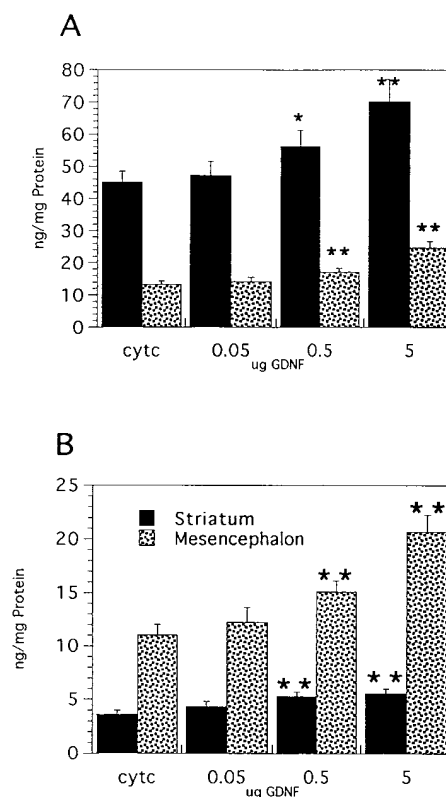 A
80
70
60
50
40
30
20
10
0
ng/mg Protein
*
**
**
**
cytc 0.05 0.5 5
ug GDNF
B
25
20
15
10
5
0
ng/mg Protein
Striatum
Mesencephalon
**
**
**
**
cytc 0.05 0.5 5
ug GDNF